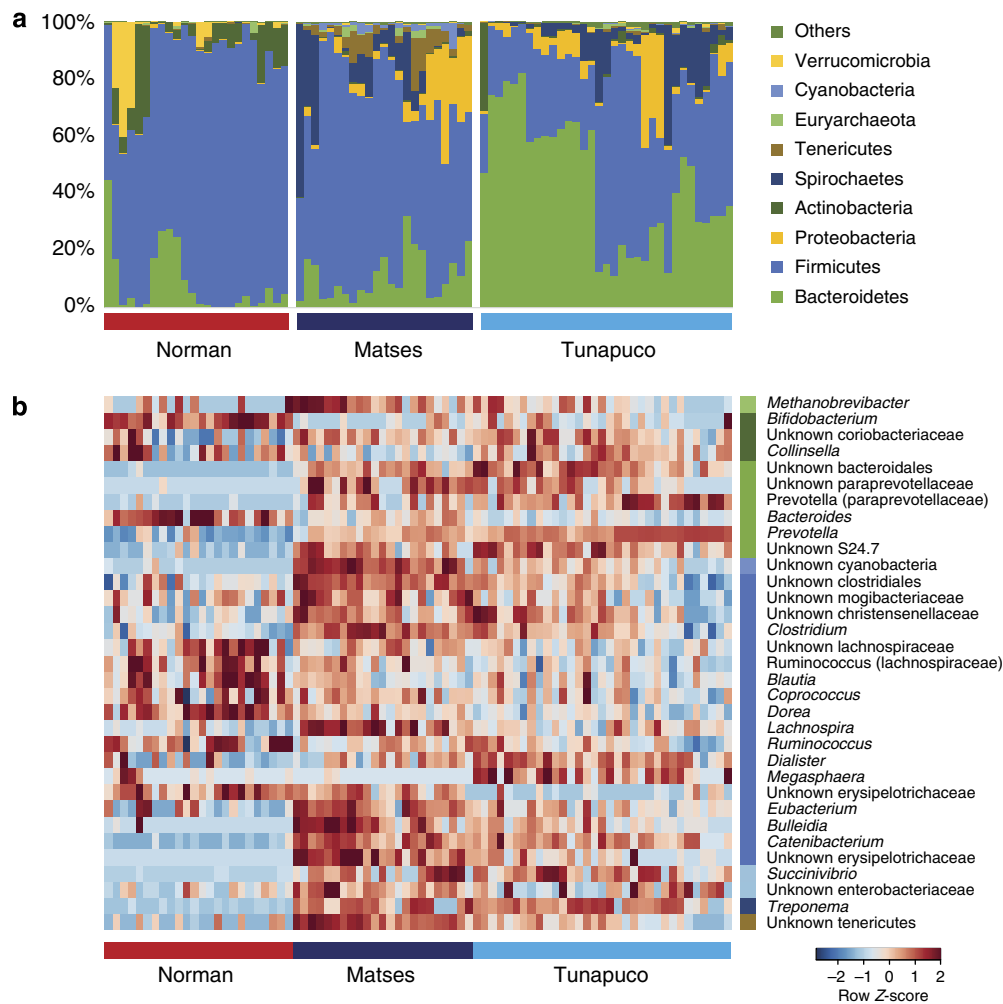 a
100%
80%
60%
40%
20%
0%
Norman
Matses
Tunapuco
Others
Verrucomicrobia
Cyanobacteria
Euryarchaeota
Tenericutes
Spirochaetes
Actinobacteria
Proteobacteria
Firmicutes
Bacteroidetes
b
Methanobrevibacter
Bifidobacterium
Unknown coriobacteriaceae
Collinsella
Unknown bacteroidales
Unknown paraprevotellaceae
Prevotella (paraprevotellaceae)
Bacteroides
Prevotella
Unknown S24.7
Unknown cyanobacteria
Unknown clostridiales
Unknown mogibacteriaceae
Unknown christensenellaceae
Clostridium
Unknown lachnospiraceae
Ruminococcus (lachnospiraceae)
Blautia
Coprococcus
Dorea
Lachnospira
Ruminococcus
Dialister
Megasphaera
Unknown erysipelotrichaceae
Eubacterium
Bulleidia
Catenibacterium
Unknown erysipelotrichaceae
Succinivibrio
Unknown enterobacteriaceae
Treponema
Unknown tenericutes
Norman
Matses
Tunapuco
−2 −1 0 1 2
Row Z-score